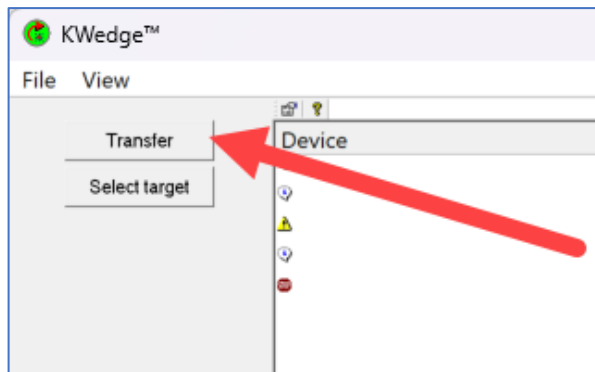 KWedge™
File View
Transfer
Device
Select target